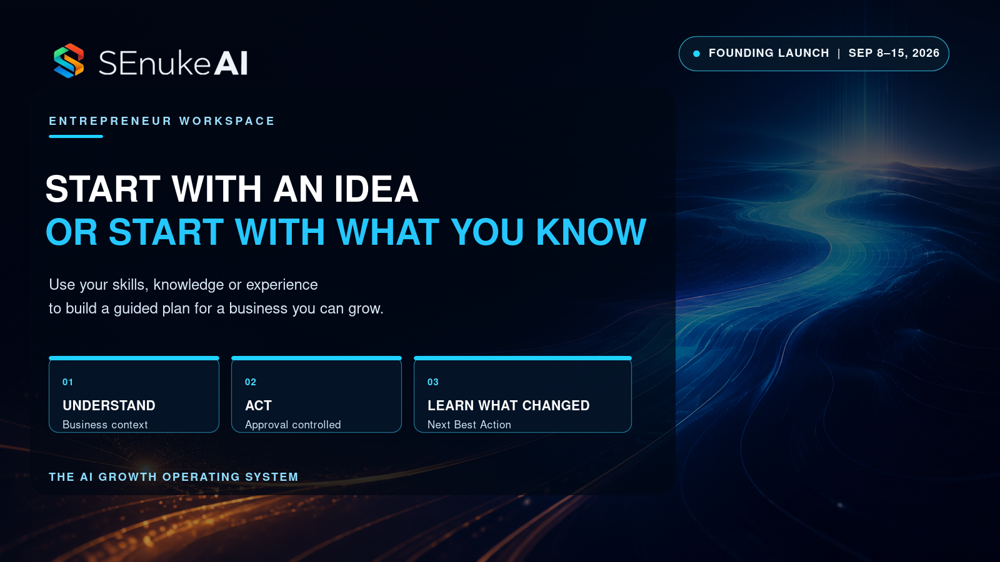 SEnukeAI
FOUNDING LAUNCH | SEP 8–15, 2026
ENTREPRENEUR WORKSPACE
START WITH AN IDEA
OR START WITH WHAT YOU KNOW
Use your skills, knowledge or experience
to build a guided plan for a business you can grow.
01
UNDERSTAND
Business context
02
ACT
Approval controlled
03
LEARN WHAT CHANGED
Next Best Action
THE AI GROWTH OPERATING SYSTEM